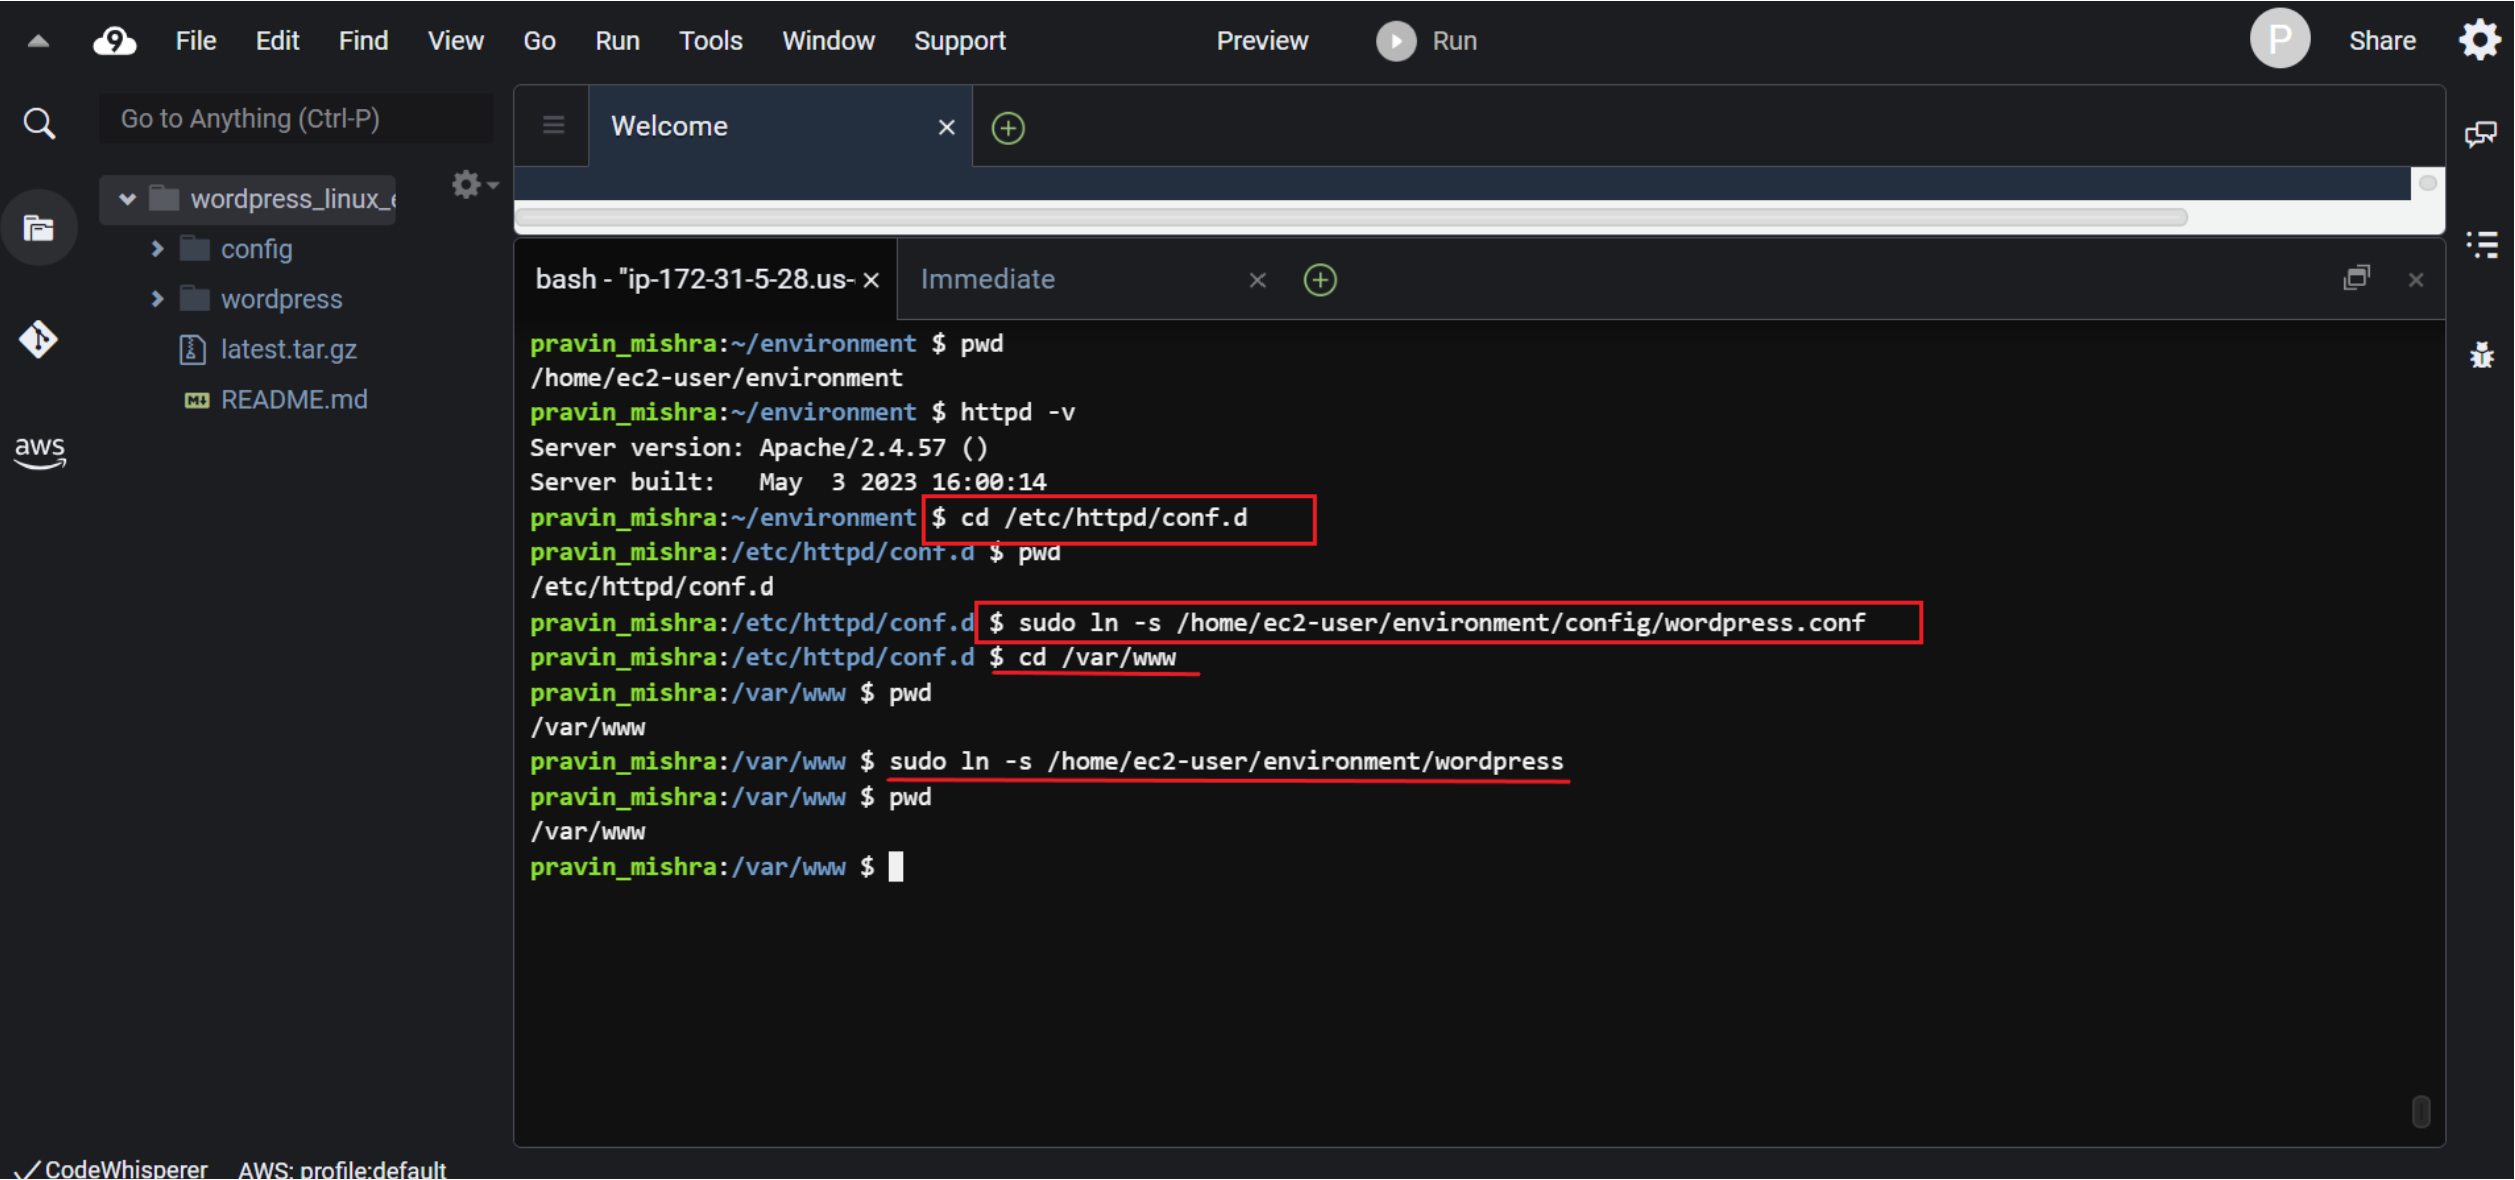 File Edit Find View Go Run Tools Window Support Preview Run P Share
Go to Anything (Ctrl-P)
Welcome
wordpress_linux_e
config
wordpress
latest.tar.gz
README.md
aws
bash - "ip-172-31-5-28.us- Immediate
pravin_mishra:~/environment $ pwd
/home/ec2-user/environment
pravin_mishra:~/environment $ httpd -v
Server version: Apache/2.4.57 ()
Server built:   May  3 2023 16:00:14
pravin_mishra:~/environment $ cd /etc/httpd/conf.d
pravin_mishra:/etc/httpd/conf.d $ pwd
/etc/httpd/conf.d
pravin_mishra:/etc/httpd/conf.d $ sudo ln -s /home/ec2-user/environment/config/wordpress.conf
pravin_mishra:/etc/httpd/conf.d $ cd /var/www
pravin_mishra:/var/www $ pwd
/var/www
pravin_mishra:/var/www $ sudo ln -s /home/ec2-user/environment/wordpress
pravin_mishra:/var/www $ pwd
/var/www
pravin_mishra:/var/www $
CodeWhisperer AWS: profile:default